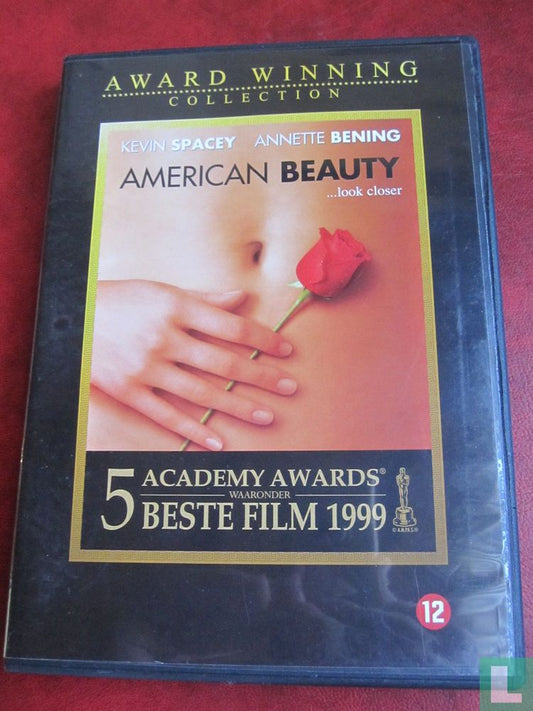 AWARD WINNING
COLLECTION
KEVIN SPACEY ANNETTE BENING
AMERICAN BEAUTY
...look closer
5 ACADEMY AWARDS®
WAARONDER
BESTE FILM 1999
© A.M.P.A.S.®
12
L